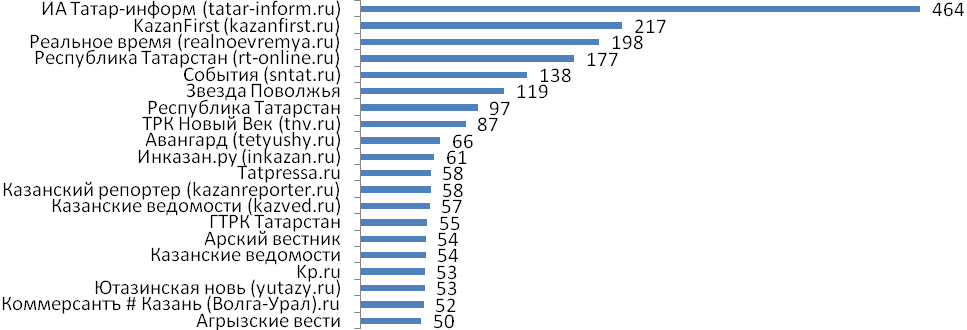 ИА Татар-информ (tatar-inform.ru) 464
KazanFirst (kazanfirst.ru) 217
Реальное время (realnoevremya.ru) 198
Республика Татарстан (rt-online.ru) 177
События (sntat.ru) 138
Звезда Поволжья 119
Республика Татарстан 97
ТРК Новый Век (tnv.ru) 87
Авангард (tetyushy.ru) 66
Инказан.ру (inkazan.ru) 61
Tatpressa.ru 58
Казанский репортер (kazanreporter.ru) 58
Казанские ведомости (kazved.ru) 57
ГТРК Татарстан 55
Арский вестник 54
Казанские ведомости 54
Kp.ru 53
Ютазинская новь (yutazy.ru) 53
Коммерсантъ # Казань (Волга-Урал).ru 52
Агрызские вести 50